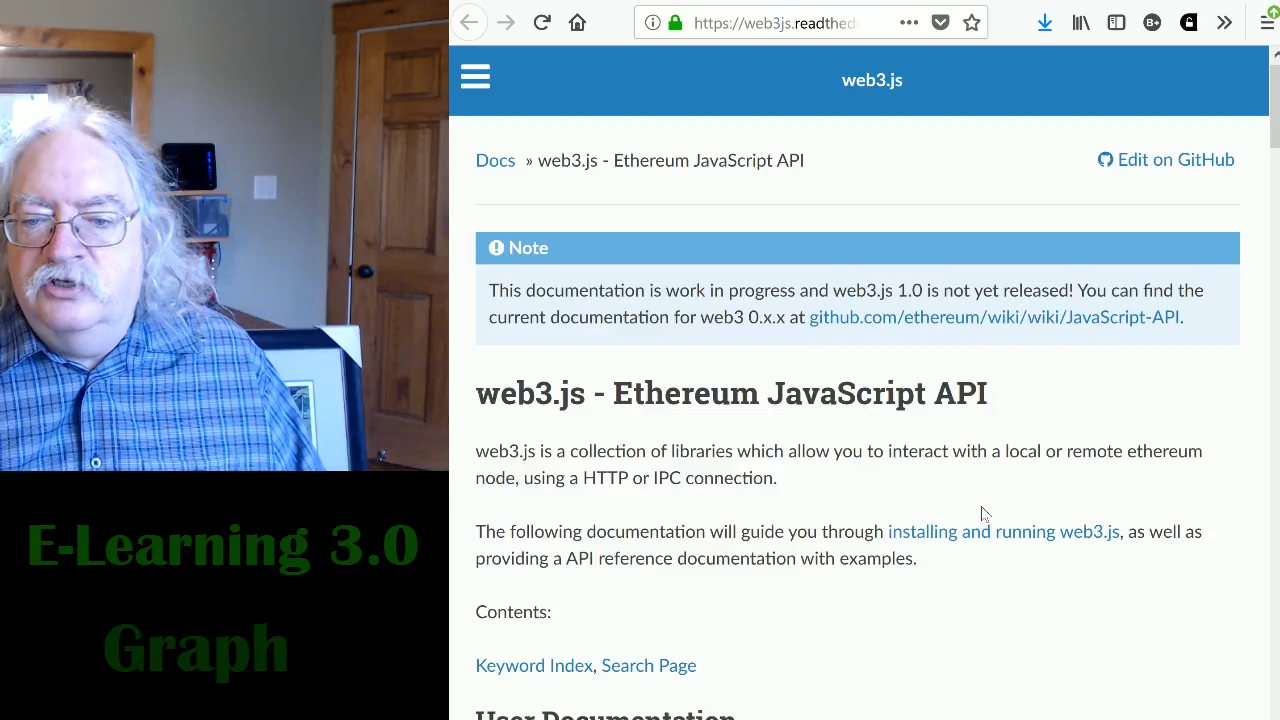 https://web3js.readthed
web3.js
Docs » web3.js - Ethereum JavaScript API
Edit on GitHub
Note
This documentation is work in progress and web3.js 1.0 is not yet released! You can find the
current documentation for web3 0.x.x at github.com/ethereum/wiki/wiki/JavaScript-API.
web3.js - Ethereum JavaScript API
web3.js is a collection of libraries which allow you to interact with a local or remote ethereum
node, using a HTTP or IPC connection.
The following documentation will guide you through installing and running web3.js, as well as
providing a API reference documentation with examples.
Contents:
Keyword Index, Search Page
User Documentation
E-Learning 3.0
Graph